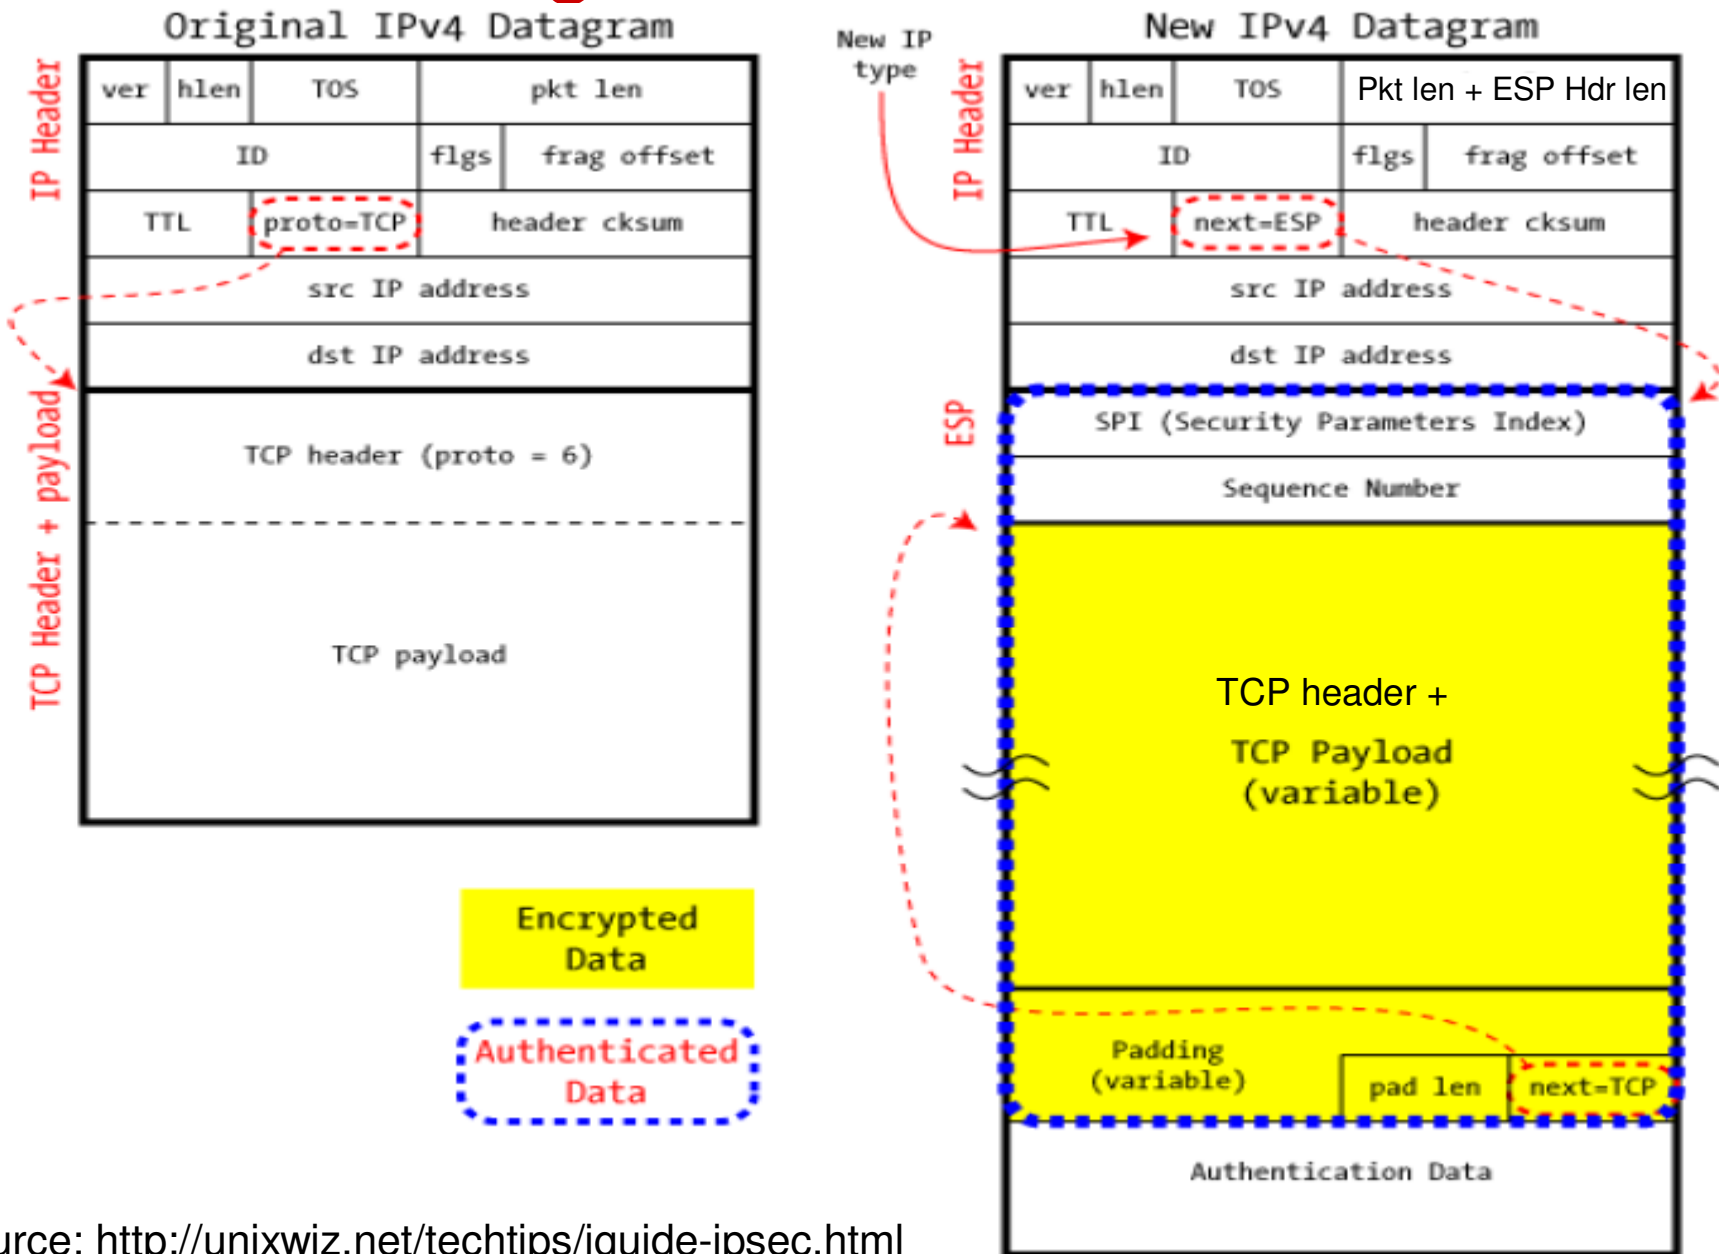 Original IPv4 Datagram
IP Header
ver hlen TOS pkt len
ID flgs frag offset
TTL proto=TCP header cksum
src IP address
dst IP address
TCP Header + payload
TCP header (proto = 6)
TCP payload
Encrypted
Data
Authenticated
Data
New IP
type
New IPv4 Datagram
IP Header
ver hlen TOS Pkt len + ESP Hdr len
ID flgs frag offset
TTL next=ESP header cksum
src IP address
dst IP address
ESP
SPI (Security Parameters Index)
Sequence Number
TCP header +
TCP Payload
(variable)
Padding
(variable)
pad len next=TCP
Authentication Data
urce: http://unixwiz.net/techtips/iguide-ipsec.html